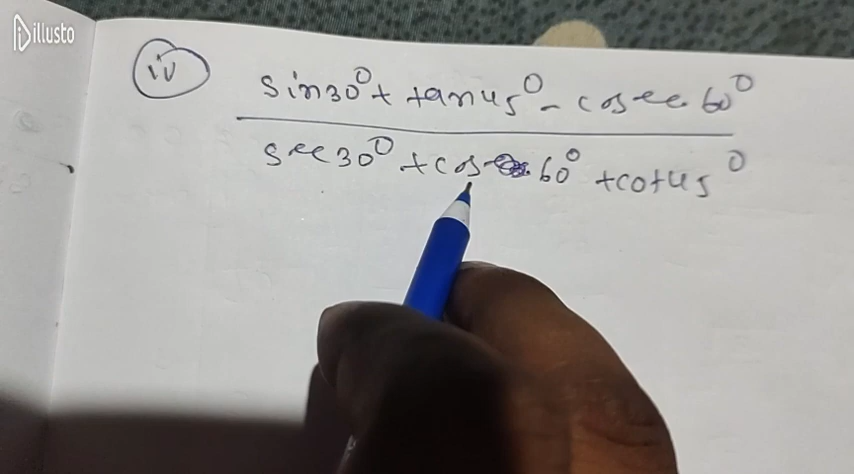 illusto
iv
sin30° + tan45° - cosec 60°
sec30° + cos 60° + cot45°